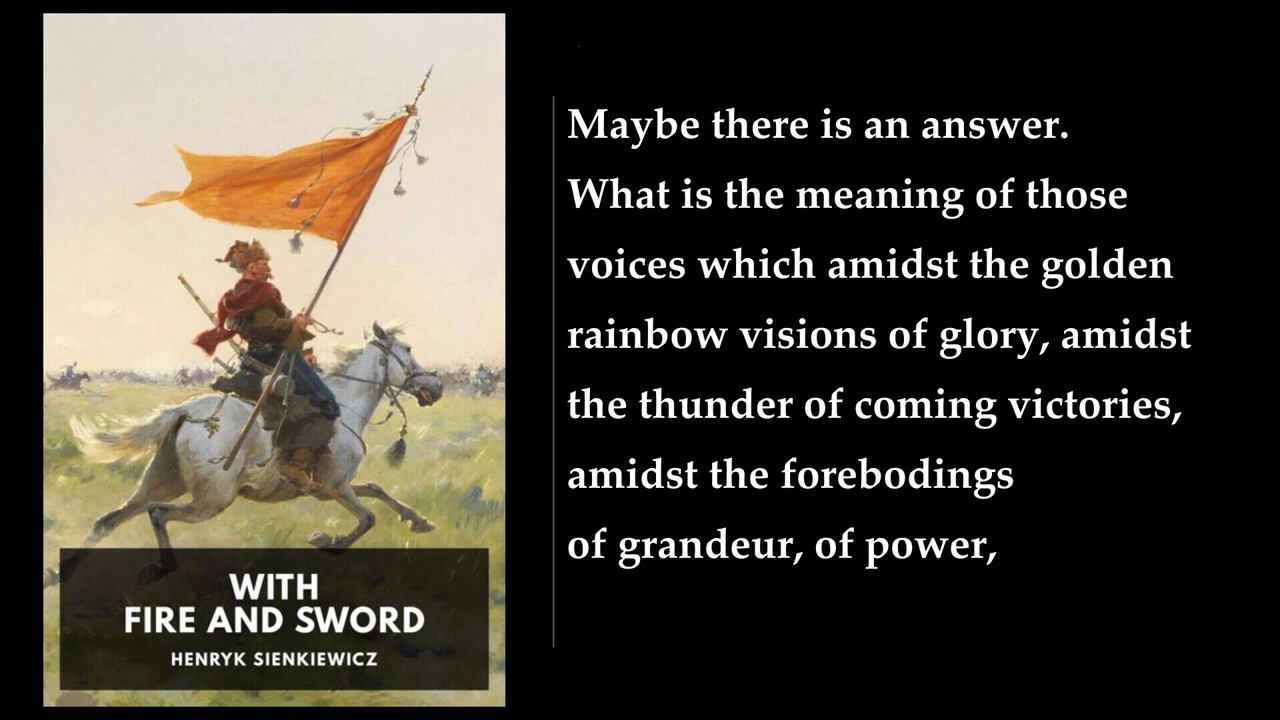 WITH
FIRE AND SWORD
HENRYK SIENKIEWICZ
Maybe there is an answer.
What is the meaning of those
voices which amidst the golden
rainbow visions of glory, amidst
the thunder of coming victories,
amidst the forebodings
of grandeur, of power,